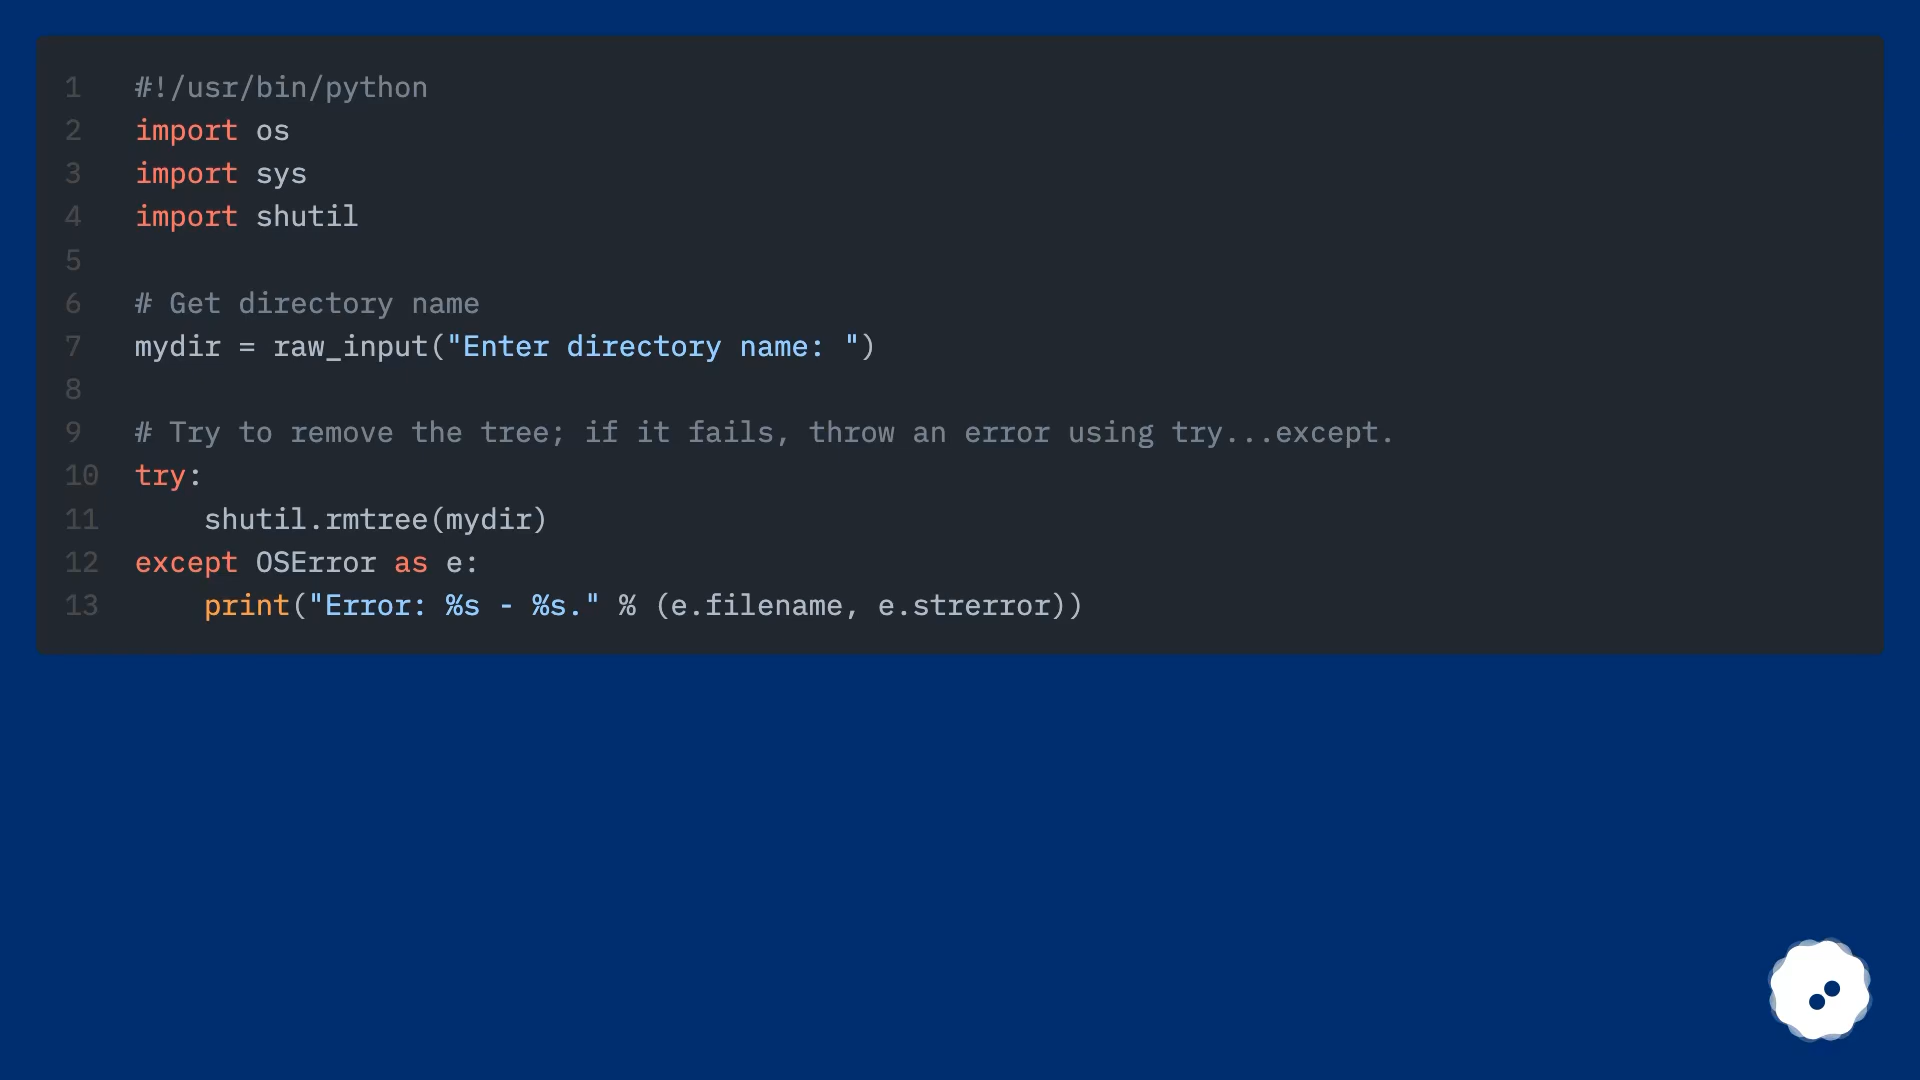 1 #!/usr/bin/python
2 import os
3 import sys
4 import shutil
5
6 # Get directory name
7 mydir = raw_input("Enter directory name: ")
8
9 # Try to remove the tree; if it fails, throw an error using try...except.
10 try:
11     shutil.rmtree(mydir)
12 except OSError as e:
13     print("Error: %s - %s." % (e.filename, e.strerror))